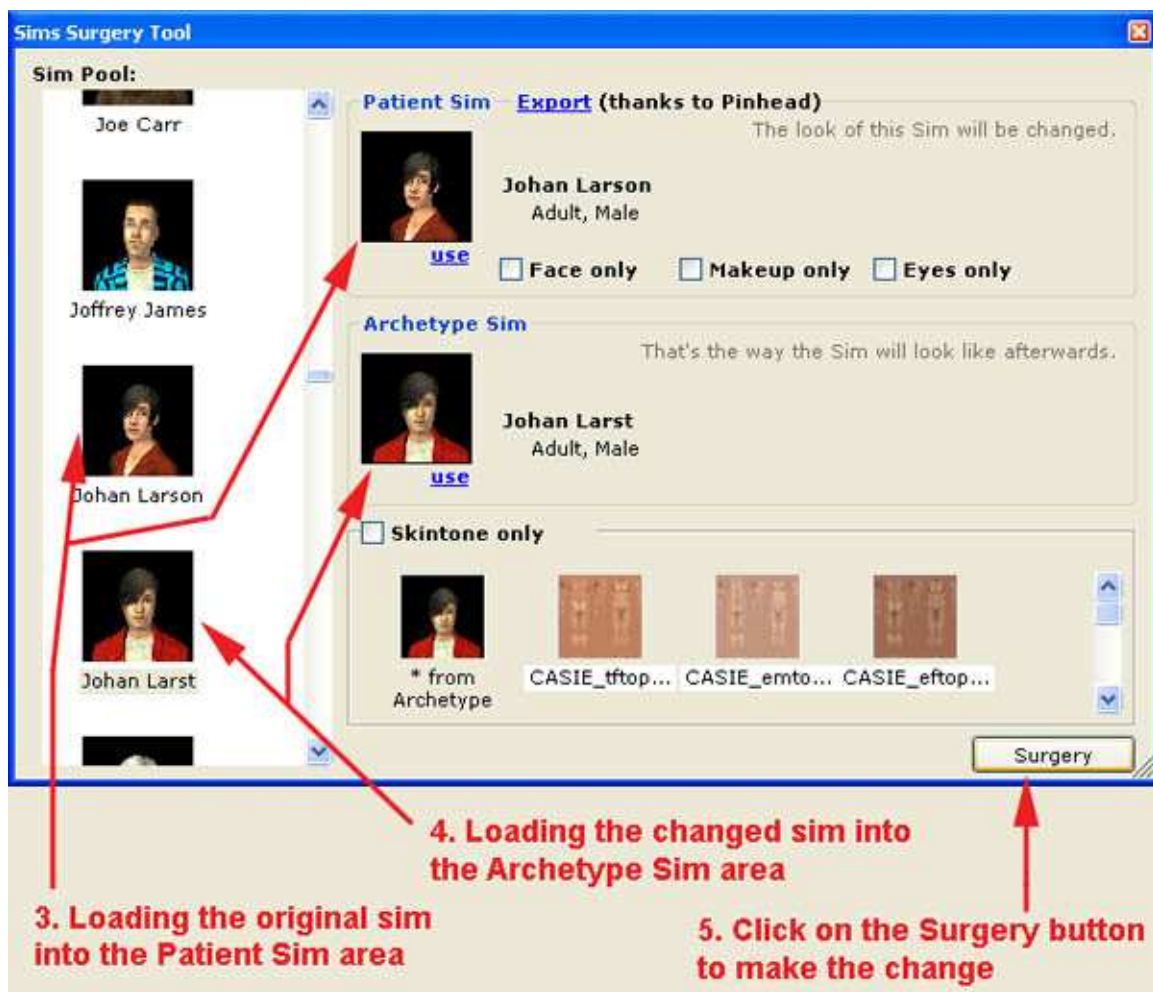 Sims Surgery Tool
Sim Pool:
Joe Carr
Joffrey James
Johan Larson
Johan Larst
Patient Sim Export (thanks to Pinhead)
The look of this Sim will be changed.
Johan Larson
Adult, Male
use
Face only Makeup only Eyes only
Archetype Sim
That's the way the Sim will look like afterwards.
Johan Larst
Adult, Male
use
Skintone only
* from
Archetype
CASIE_tftop... CASIE_emto... CASIE_eftop...
Surgery
4. Loading the changed sim into
the Archetype Sim area
3. Loading the original sim
into the Patient Sim area
5. Click on the Surgery button
to make the change